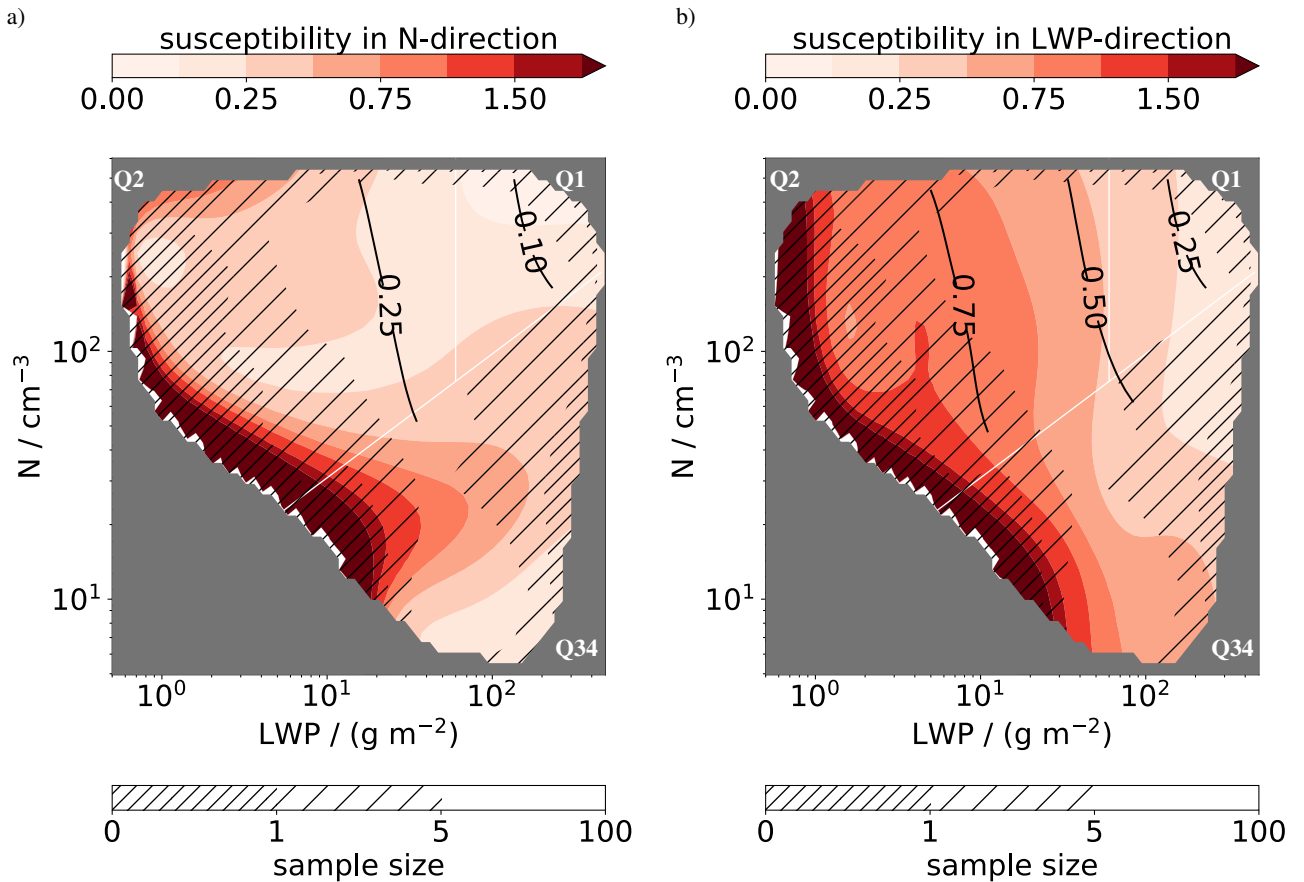 a)
susceptibility in N-direction
0.00 0.25 0.75 1.50
Q2 Q1
0.10
0.25
10²
10¹
N / cm⁻³
Q34
10⁰ 10¹ 10²
LWP / (g m⁻²)
0 1 5 100
sample size
b)
susceptibility in LWP-direction
0.00 0.25 0.75 1.50
Q2 Q1
0.25
0.50
0.75
10²
10¹
N / cm⁻³
Q34
10⁰ 10¹ 10²
LWP / (g m⁻²)
0 1 5 100
sample size